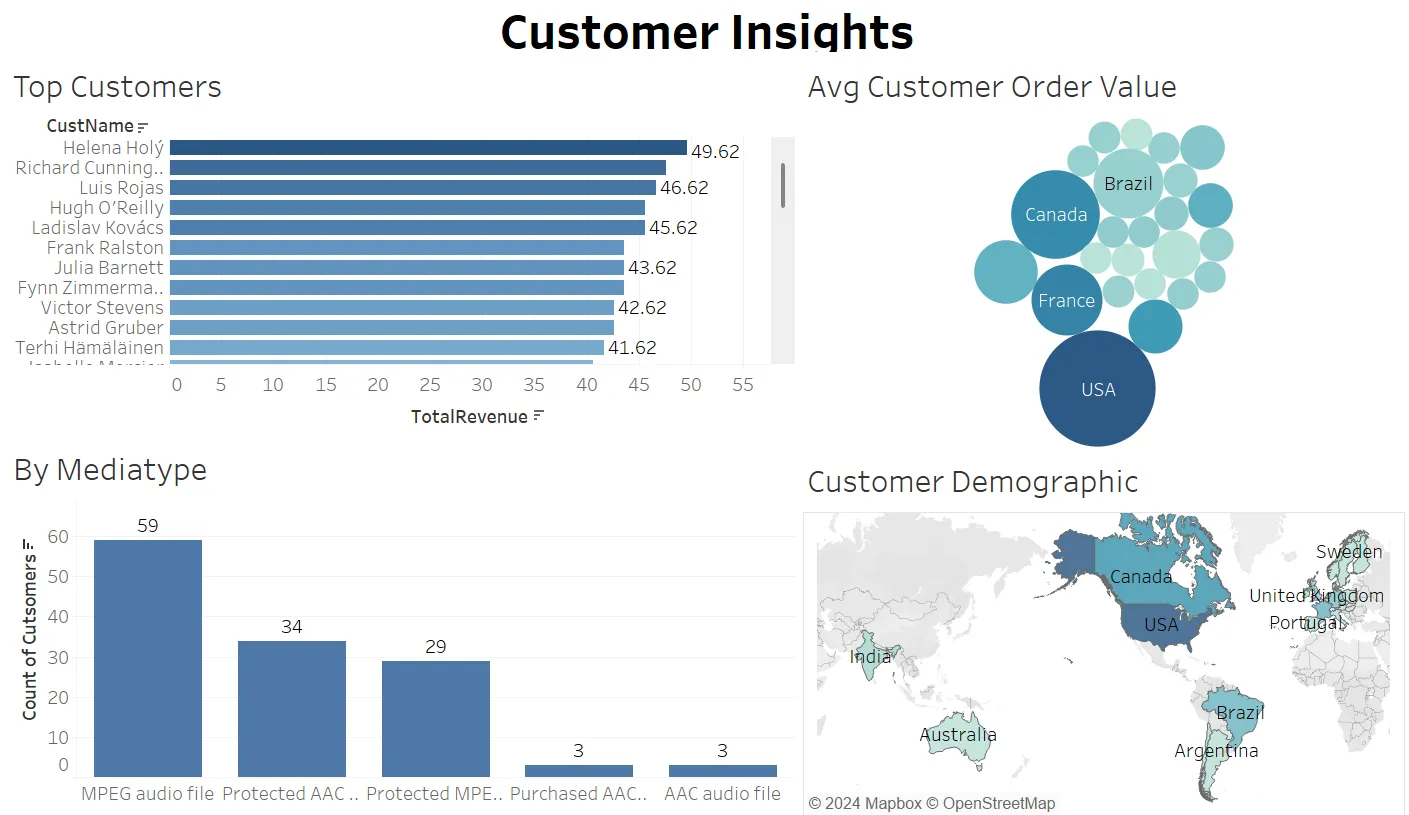 Customer Insights
Top Customers
CustName
Helena Holý
49.62
Richard Cunning..
Luis Rojas
46.62
Hugh O’Reilly
Ladislav Kovács
45.62
Frank Ralston
Julia Barnett
43.62
Fynn Zimmerma..
Victor Stevens
42.62
Astrid Gruber
Terhi Hämäläinen
41.62
0 5 10 15 20 25 30 35 40 45 50 55
TotalRevenue
Avg Customer Order Value
Brazil
Canada
France
USA
By Mediatype
Count of Cutsomers
60
50
40
30
20
10
0
59
34
29
3
3
MPEG audio file
Protected AAC ..
Protected MPE..
Purchased AAC..
AAC audio file
Customer Demographic
Sweden
Canada
United Kingdom
Portugal
USA
India
Brazil
Australia
Argentina
© 2024 Mapbox © OpenStreetMap